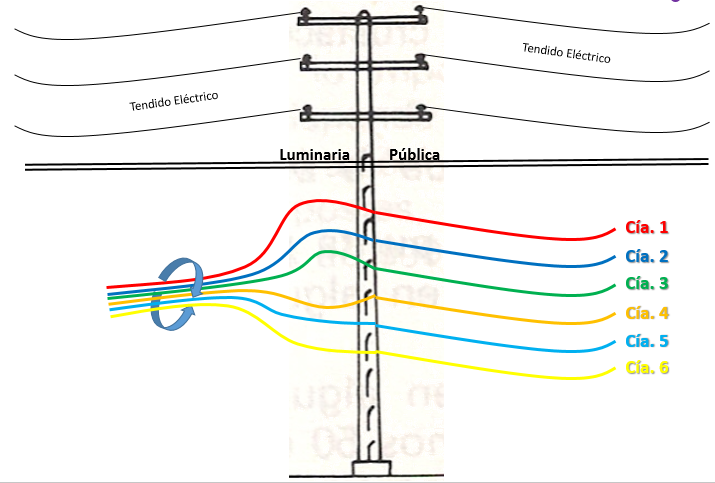 Tendido Eléctrico
Tendido Eléctrico
Luminaria Pública
Cía. 1
Cía. 2
Cía. 3
Cía. 4
Cía. 5
Cía. 6